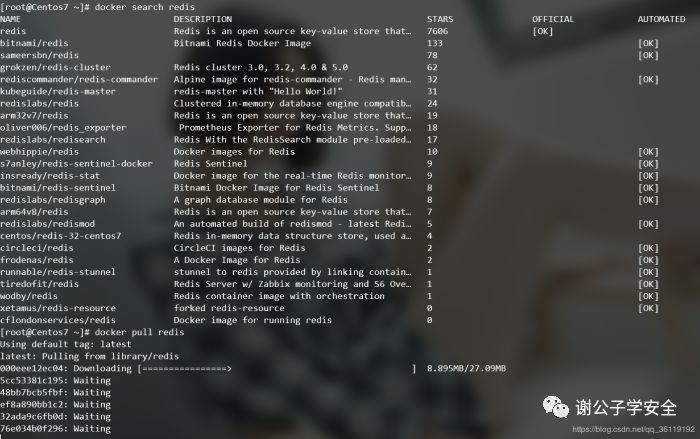 [root@Centos7 ~]# docker search redis
NAME DESCRIPTION STARS OFFICIAL AUTOMATED
redis Redis is an open source key-value store that… 7606 [OK]
bitnami/redis Bitnami Redis Docker Image 133 [OK]
sameersbn/redis 78 [OK]
grokzen/redis-cluster Redis cluster 3.0, 3.2, 4.0 & 5.0 62
rediscommander/redis-commander Alpine image for redis-commander - Redis man… 32 [OK]
kubeguide/redis-master redis-master with "Hello World!" 31
redislabs/redis Clustered in-memory database engine compatib… 24
arm32v7/redis Redis is an open source key-value store that… 19
oliver006/redis_exporter Prometheus Exporter for Redis Metrics. Supp… 18
redislabs/redisearch Redis With the RedisSearch module pre-loaded… 17
webhippie/redis Docker images for Redis 10 [OK]
s7anley/redis-sentinel-docker Redis Sentinel 9 [OK]
insready/redis-stat Docker image for the real-time Redis monitor… 9 [OK]
bitnami/redis-sentinel Bitnami Docker Image for Redis Sentinel 8 [OK]
redislabs/redisgraph A graph database module for Redis 8 [OK]
arm64v8/redis Redis is an open source key-value store that… 7
redislabs/redismod An automated build of redismod - latest Redi… 5 [OK]
centos/redis-32-centos7 Redis in-memory data structure store, used a… 4
circleci/redis CircleCI images for Redis 2 [OK]
frodenas/redis A Docker Image for Redis 2 [OK]
runnable/redis-stunnel stunnel to redis provided by linking contain… 1 [OK]
tiredofit/redis Redis Server w/ Zabbix monitoring and S6 Ove… 1 [OK]
wodby/redis Redis container image with orchestration 1 [OK]
xetamus/redis-resource forked redis-resource 0 [OK]
cflondonservices/redis Docker image for running redis 0
[root@Centos7 ~]# docker pull redis
Using default tag: latest
latest: Pulling from library/redis
000eee12ec04: Downloading [================> ] 8.895MB/27.09MB
5cc53381c195: Waiting
48bb7bcb5fbf: Waiting
ef8a890bb1c2: Waiting
32ada9c6fb0d: Waiting
76e034b0f296: Waiting
谢公子学安全
https://blog.csdn.net/qq_36119192